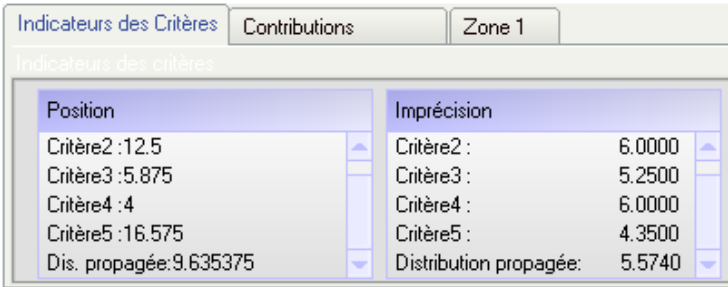 Indicateurs des Critères Contributions Zone 1
Indicateurs des critères
Position Imprécision
Critère2 :12.5 Critère2 : 6.0000
Critère3 :5.875 Critère3 : 5.2500
Critère4 :4 Critère4 : 6.0000
Critère5 :16.575 Critère5 : 4.3500
Dis. propagée:9.635375 Distribution propagée: 5.5740